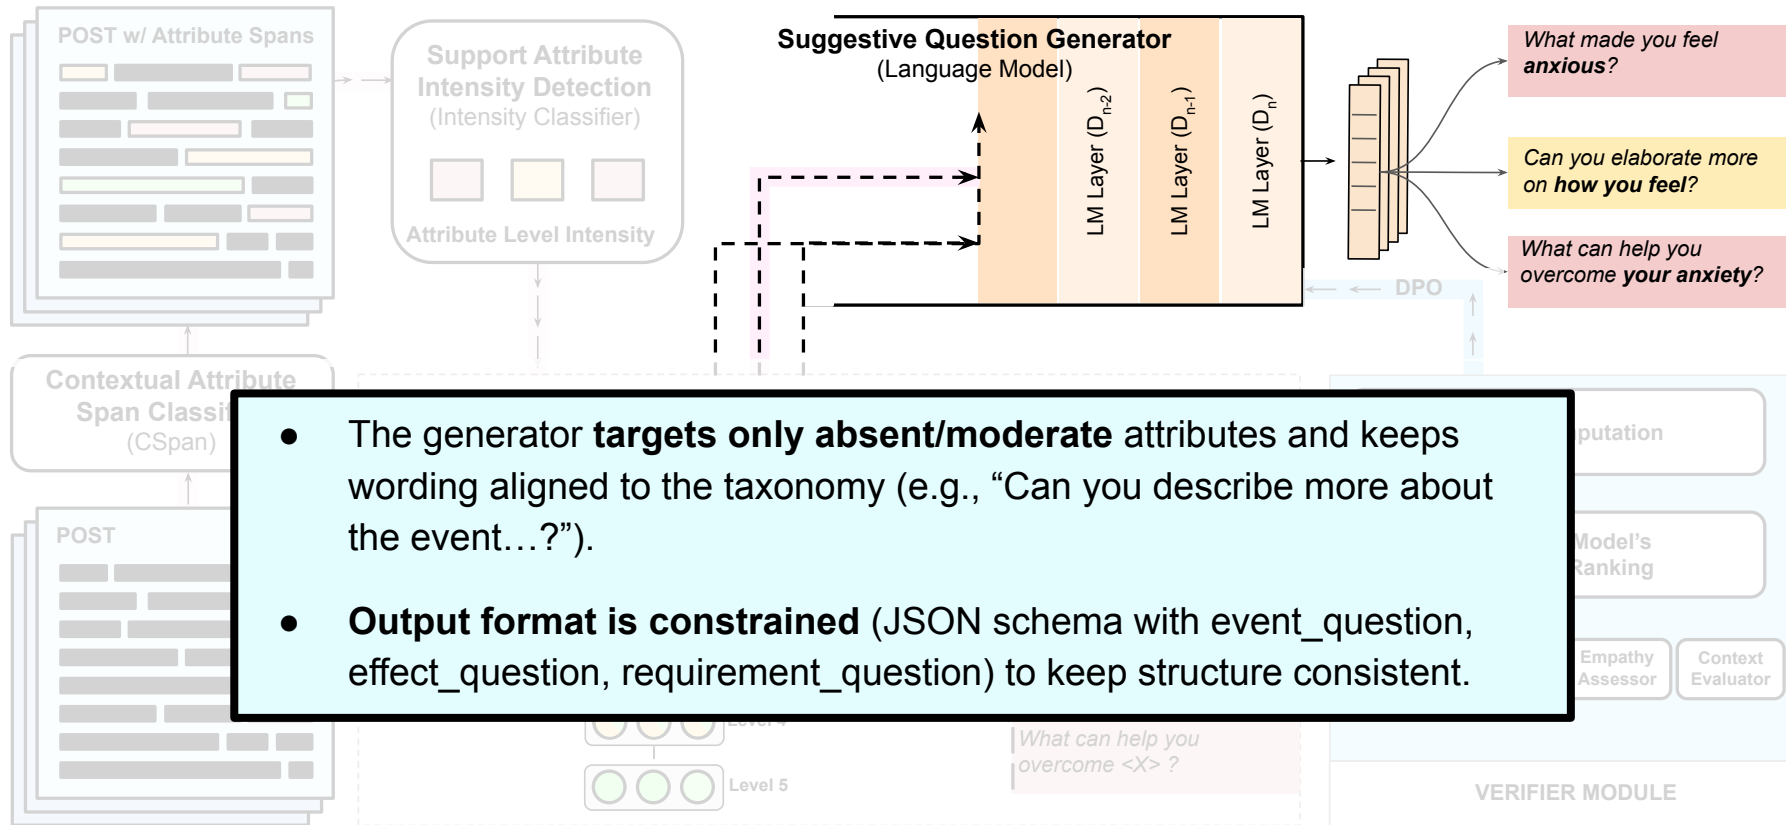 POST w/ Attribute Spans
Support Attribute
Intensity Detection
(Intensity Classifier)
Attribute Level Intensity
Suggestive Question Generator
(Language Model)
LM Layer (Dn-2)
LM Layer (Dn-1)
LM Layer (Dn)
What made you feel
anxious?
Can you elaborate more
on how you feel?
What can help you
overcome your anxiety?
DPO
Contextual Attribute
Span Classif
(CSpan)
POST
● The generator targets only absent/moderate attributes and keeps
wording aligned to the taxonomy (e.g., “Can you describe more about
the event…?”).
● Output format is constrained (JSON schema with event_question,
effect_question, requirement_question) to keep structure consistent.
putation
Model’s
Ranking
Empathy
Assessor
Context
Evaluator
Level 4
Level 5
What can help you
overcome <X> ?
VERIFIER MODULE